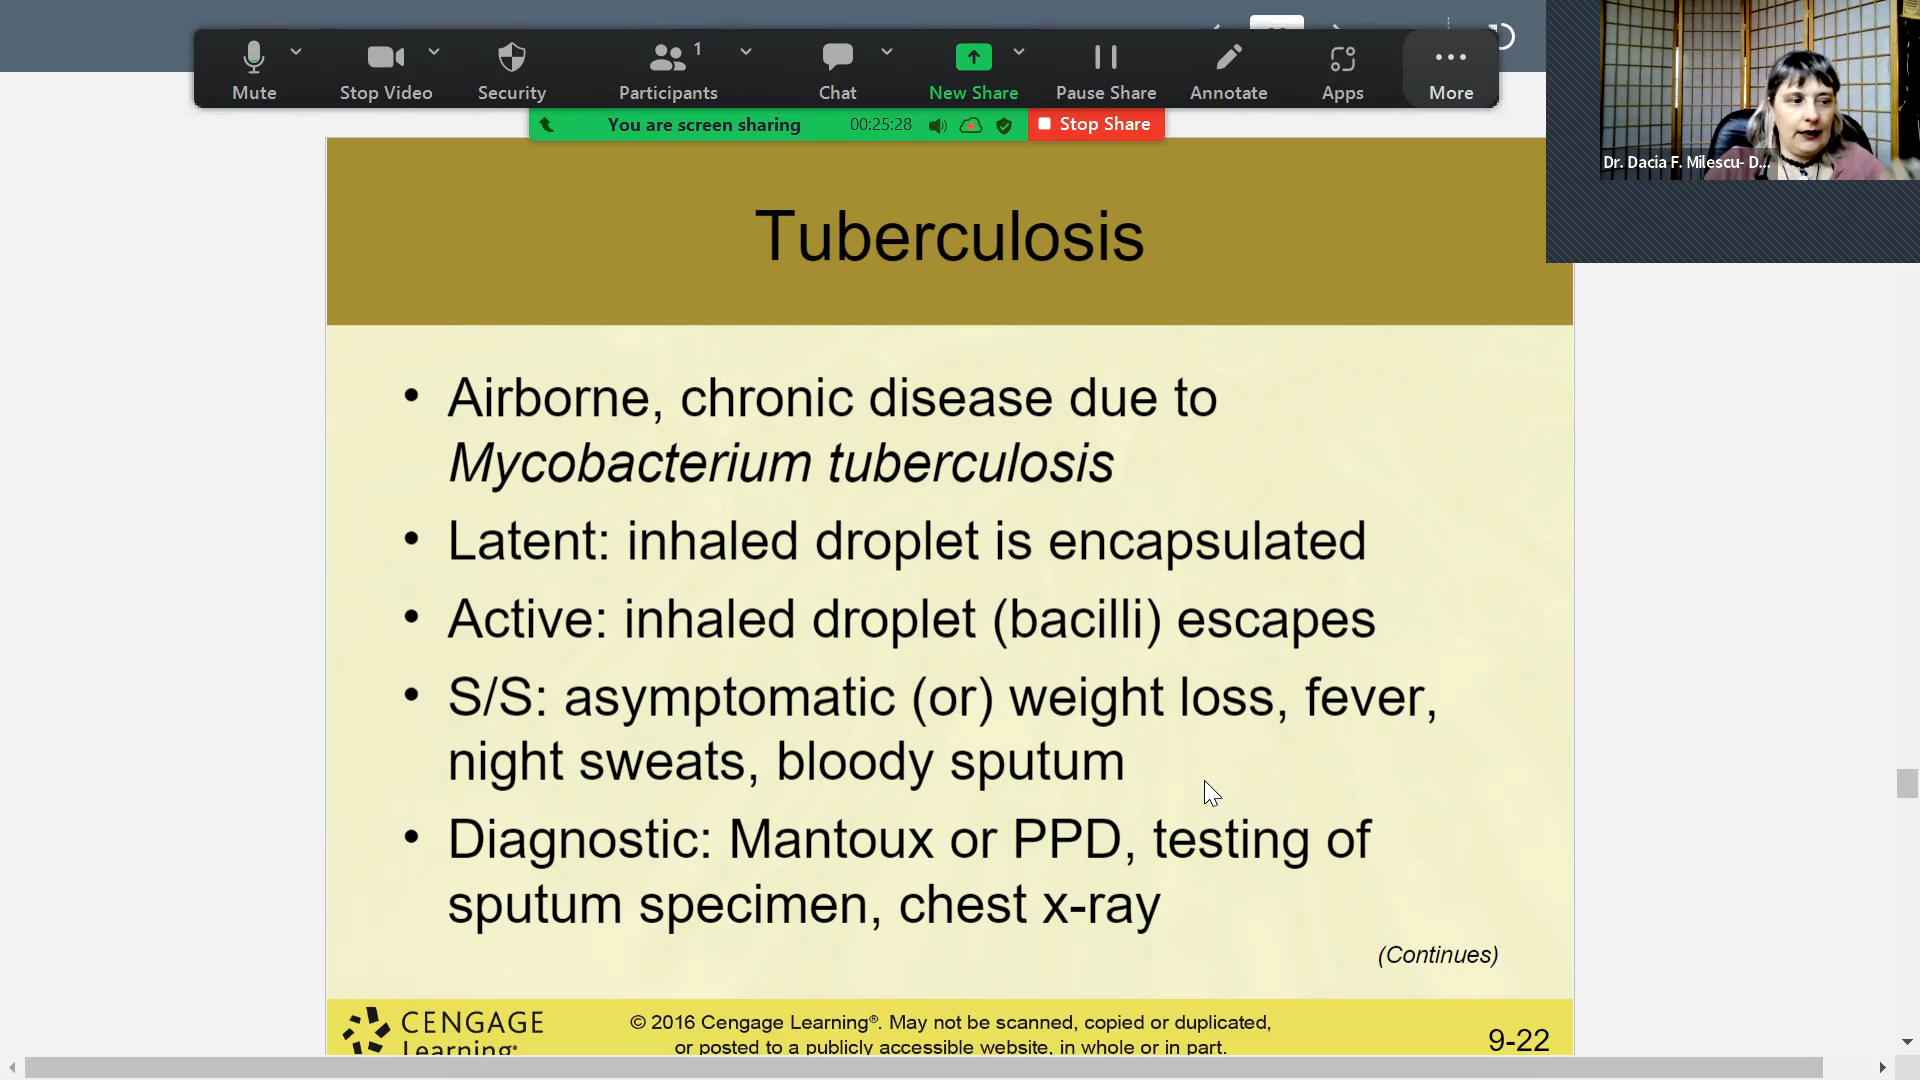 Mute
Stop Video
Security
1
Participants
Chat
New Share
Pause Share
Annotate
Apps
More
You are screen sharing
00:25:28
Stop Share
Dr. Dacia F. Milescu- D...
Tuberculosis
• Airborne, chronic disease due to
Mycobacterium tuberculosis
• Latent: inhaled droplet is encapsulated
• Active: inhaled droplet (bacilli) escapes
• S/S: asymptomatic (or) weight loss, fever,
night sweats, bloody sputum
• Diagnostic: Mantoux or PPD, testing of
sputum specimen, chest x-ray
(Continues)
CENGAGE
Learning®
© 2016 Cengage Learning®. May not be scanned, copied or duplicated,
or posted to a publicly accessible website, in whole or in part.
9-22